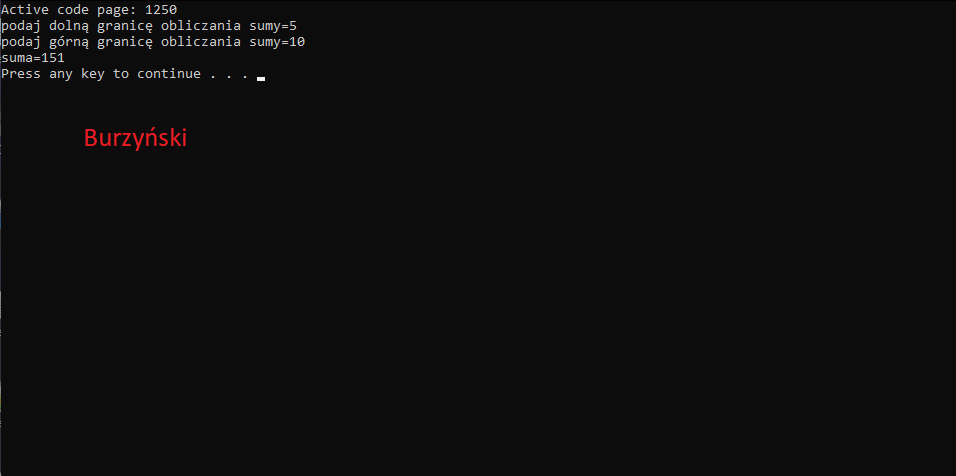 Active code page: 1250
podaj dolną granicę obliczania sumy=5
podaj górną granicę obliczania sumy=10
suma=151
Press any key to continue . . .
Burzyński